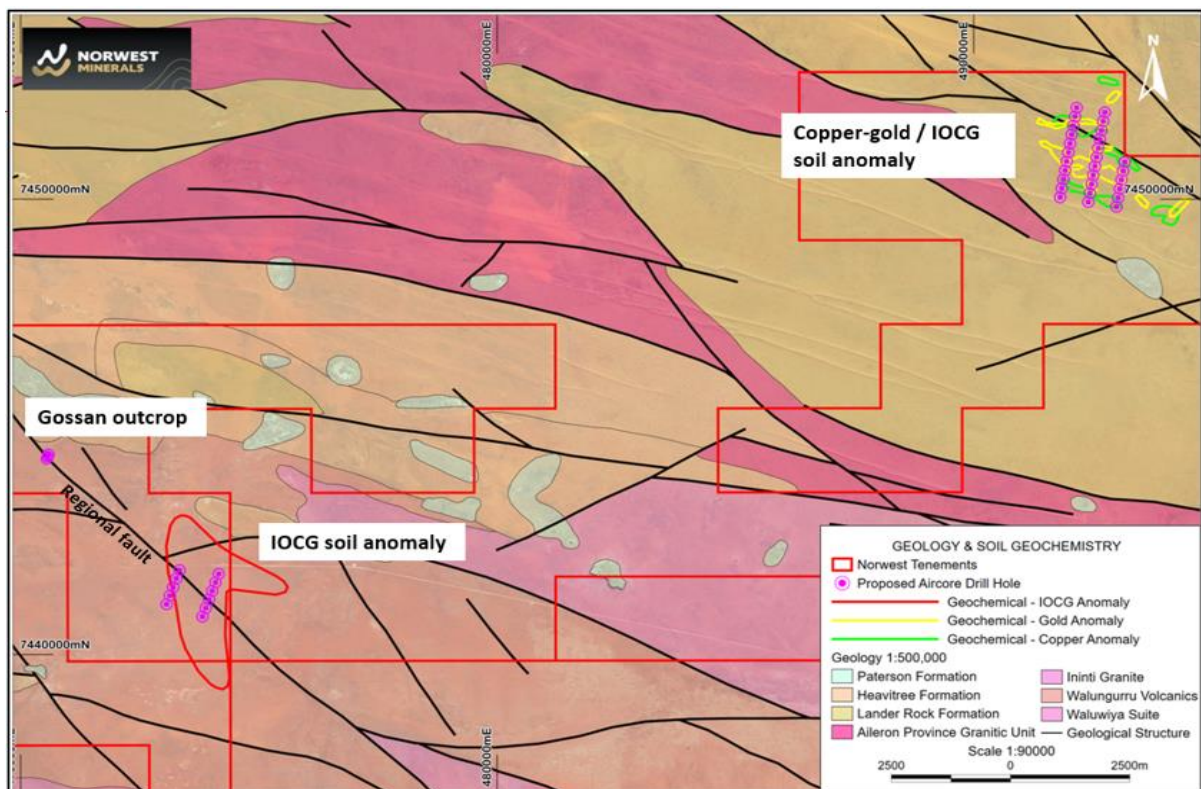 NORWEST
MINERALS
480000mE
490000mE
N
Copper-gold / IOCG
soil anomaly
7450000mN
7450000mN
Gossan outcrop
Regional fault
IOCG soil anomaly
7440000mN
480000mE
GEOLOGY & SOIL GEOCHEMISTRY
Norwest Tenements
Proposed Aircore Drill Hole
Geochemical - IOCG Anomaly
Geochemical - Gold Anomaly
Geochemical - Copper Anomaly
Geology 1:500,000
Paterson Formation
Heavitree Formation
Lander Rock Formation
Aileron Province Granitic Unit
Ininti Granite
Walungurru Volcanics
Waluwiya Suite
Geological Structure
Scale 1:90000
2500 0 2500m